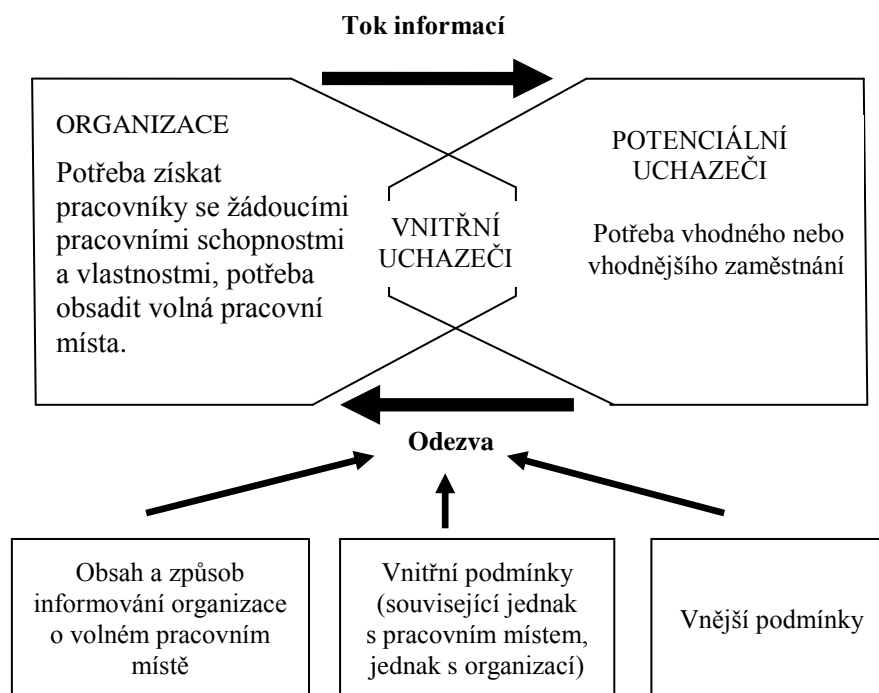 Tok informací
ORGANIZACE
Potřeba získat
pracovníky se žádoucími
pracovními schopnostmi
a vlastnostmi, potřeba
obsadit volná pracovní
místa.
VNITŘNÍ
UCHAZEČI
POTENCIÁLNÍ
UCHAZEČI
Potřeba vhodného nebo
vhodnějšího zaměstnání
Odezva
Obsah a způsob
informování organizace
o volném pracovním
místě
Vnitřní podmínky
(související jednak
s pracovním místem,
jednak s organizací)
Vnější podmínky